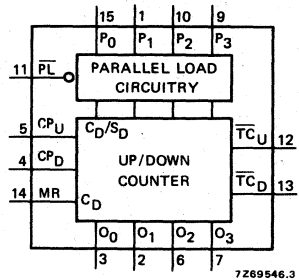 15 1 10 9
P0 P1 P2 P3
11 PL
PARALLEL LOAD
CIRCUITRY
5 CPU
CD/SD
TCU 12
4 CPD
UP/DOWN
COUNTER
TCD 13
14 MR
CD
O0 O1 O2 O3
3 2 6 7
7Z69546.3